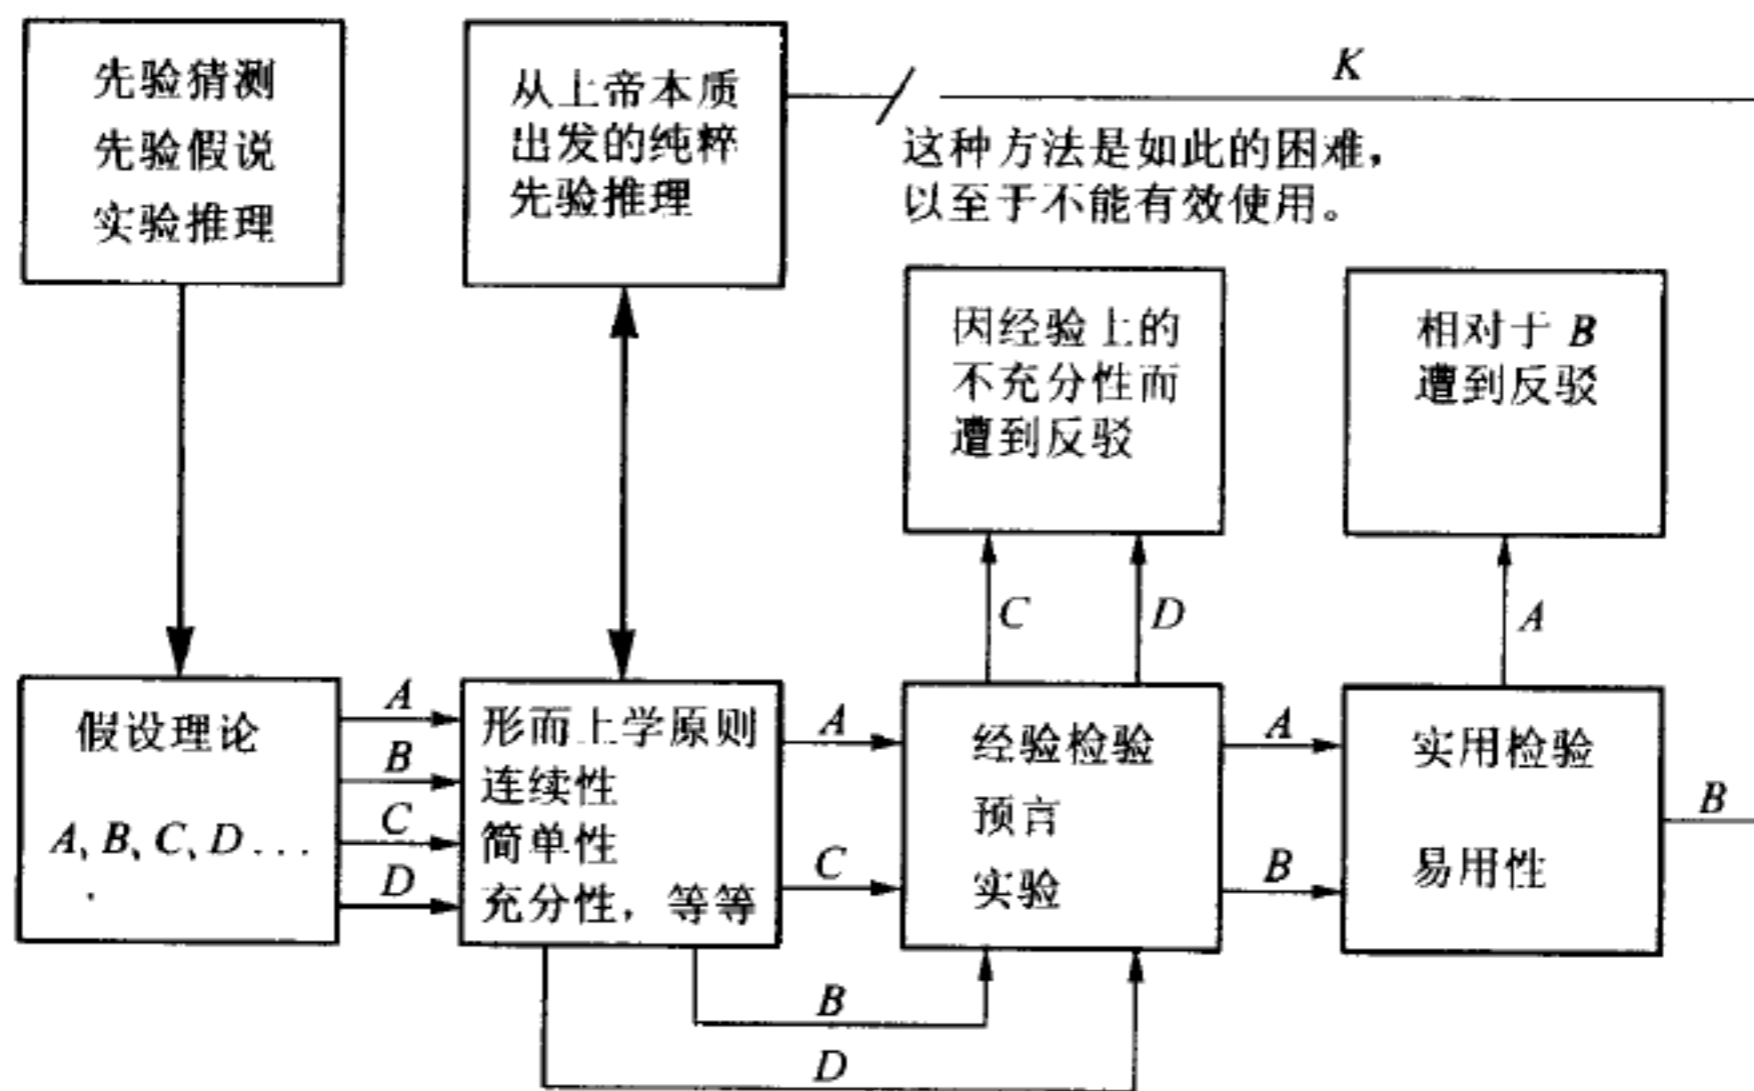 先验猜测
先验假说
实验推理
从上帝本质
出发的纯粹
先验推理
K
这种方法是如此的困难，
以至于不能有效使用。
因经验上的
不充分性而
遭到反驳
相对于 B
遭到反驳
C
D
A
假设理论
A、B、C、D...
A
B
C
D
形而上学原则
连续性
简单性
充分性，等等
A
C
B
D
经验检验
预言
实验
A
B
实用检验
易用性
B